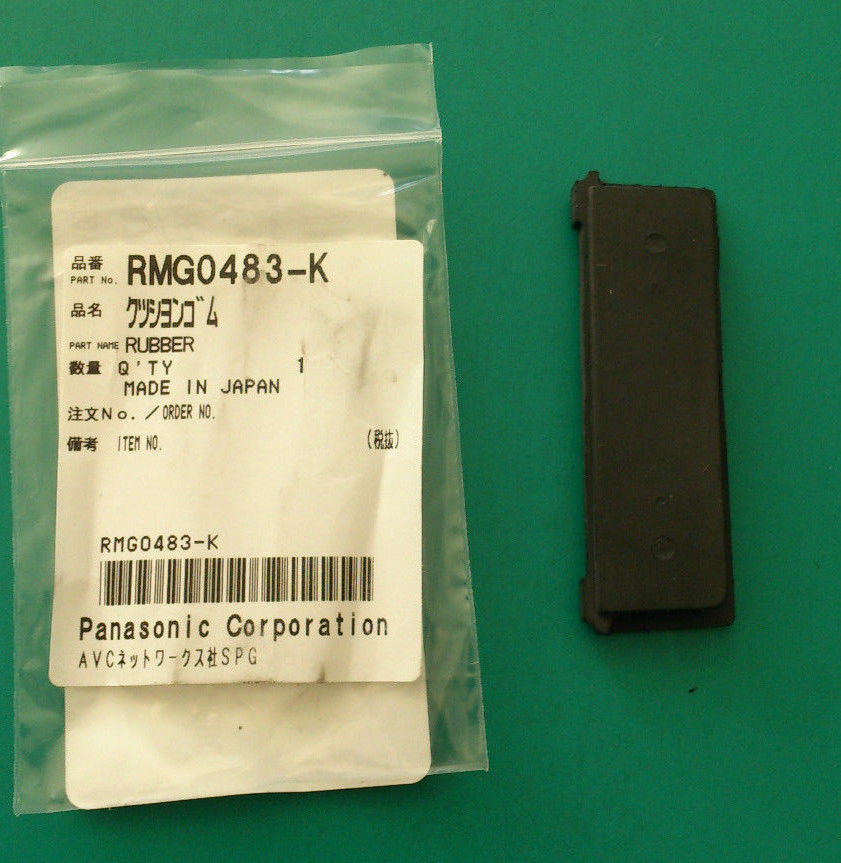 品番 RMG0483-K
PART No.
品名 クツシヨンゴム
PART NAME RUBBER
数量 Q'TY 1
MADE IN JAPAN
注文No./ORDER NO.
備考 ITEM NO. (税抜)
RMG0483-K
Panasonic Corporation
AVCネットワークス社SPG